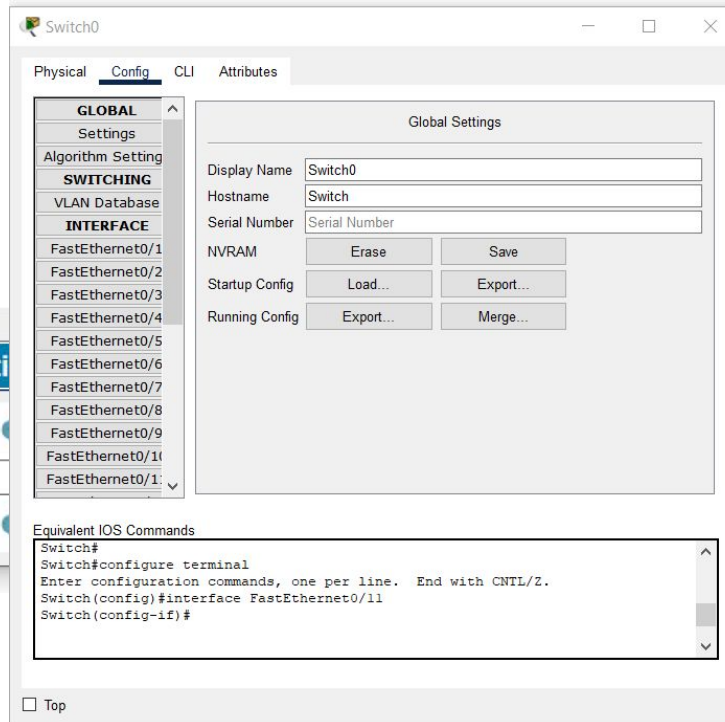 Switch0
Physical Config CLI Attributes
GLOBAL
Settings
Algorithm Setting
SWITCHING
VLAN Database
INTERFACE
FastEthernet0/1
FastEthernet0/2
FastEthernet0/3
FastEthernet0/4
FastEthernet0/5
FastEthernet0/6
FastEthernet0/7
FastEthernet0/8
FastEthernet0/9
FastEthernet0/10
FastEthernet0/11
Global Settings
Display Name Switch0
Hostname Switch
Serial Number Serial Number
NVRAM Erase Save
Startup Config Load... Export...
Running Config Export... Merge...
Equivalent IOS Commands
Switch#
Switch#configure terminal
Enter configuration commands, one per line. End with CNTL/Z.
Switch(config)#interface FastEthernet0/11
Switch(config-if)#
Top